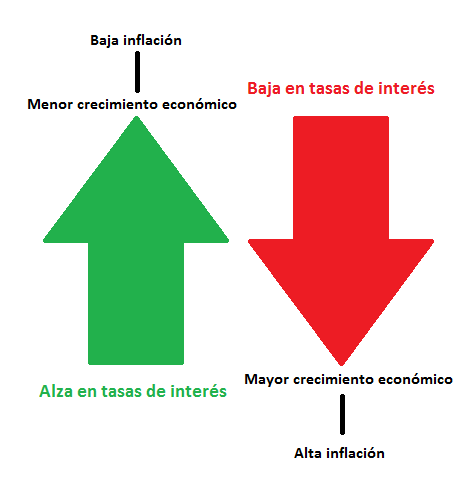 Baja inflación
Menor crecimiento económico
Alza en tasas de interés
Baja en tasas de interés
Mayor crecimiento económico
Alta inflación